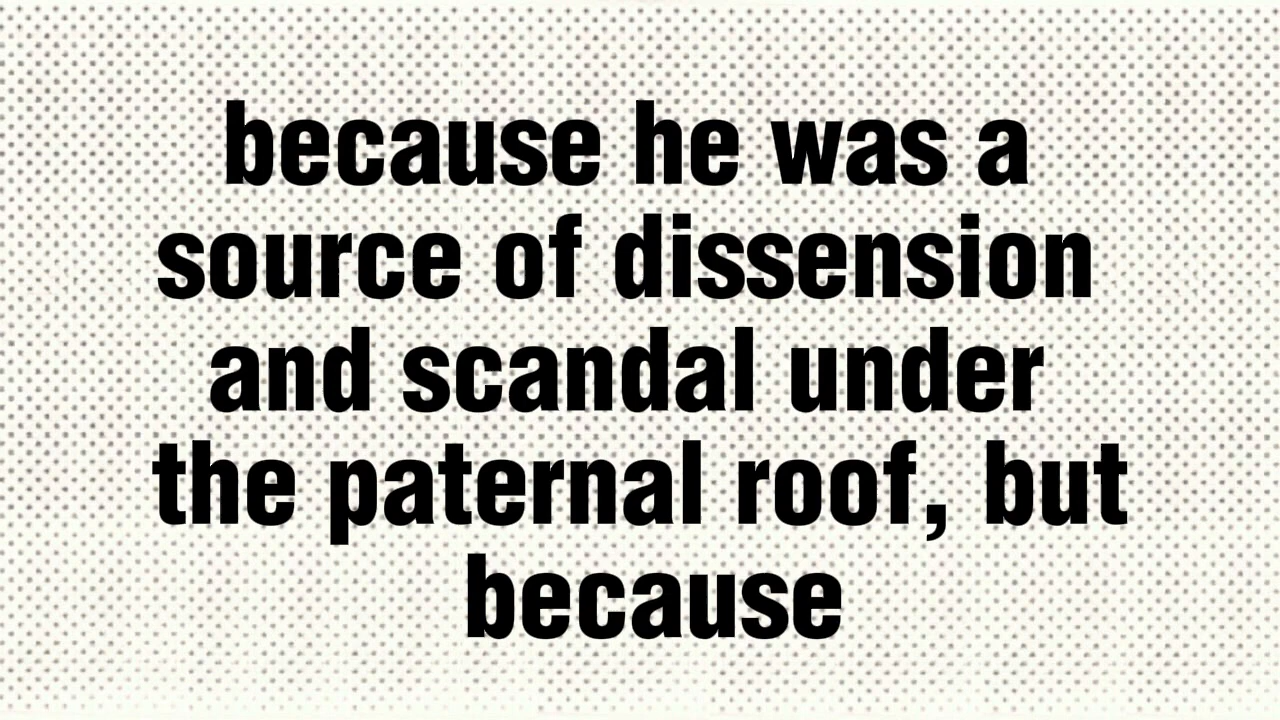 because he was a
source of dissension
and scandal under
the paternal roof, but
because